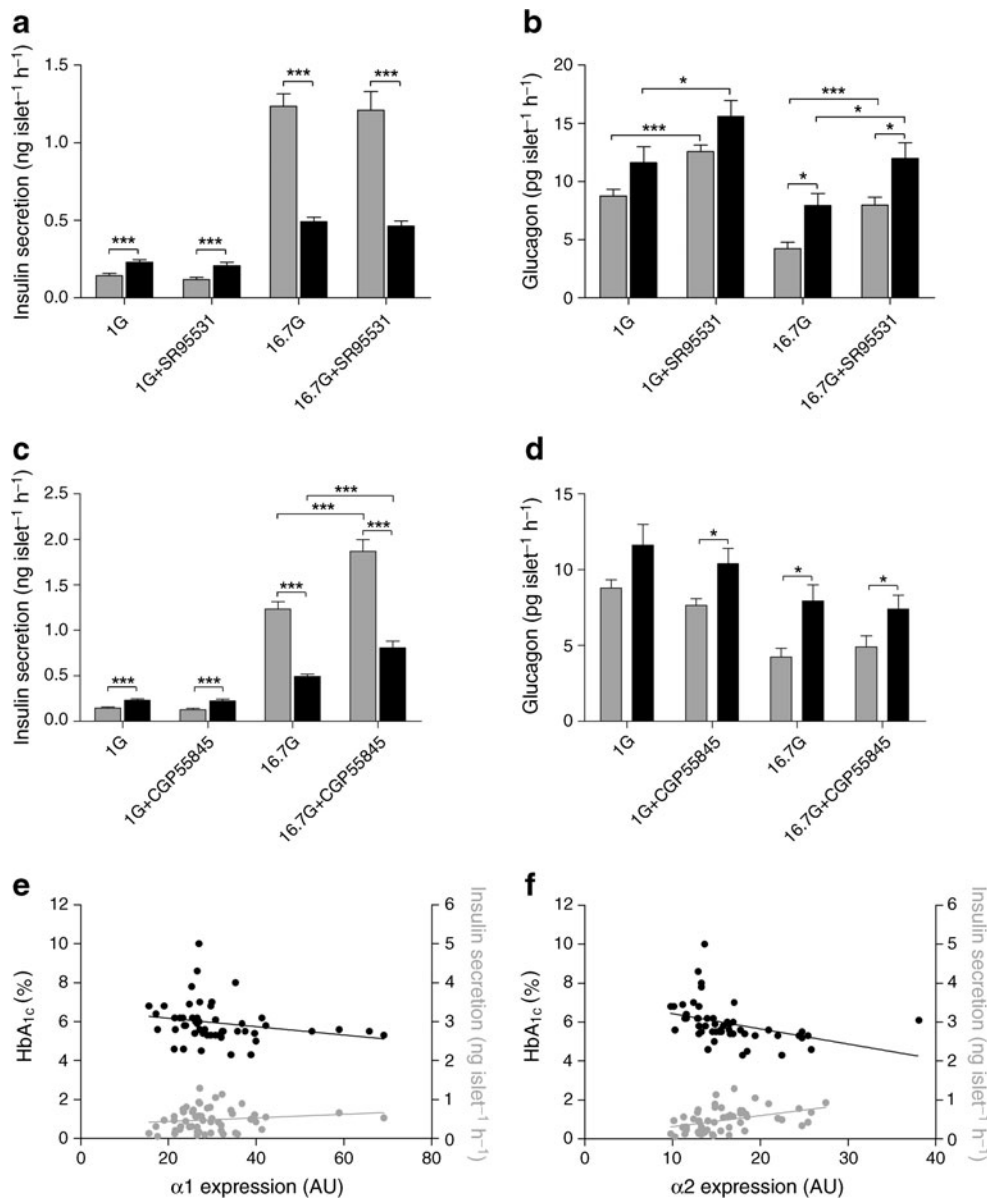 a
Insulin secretion (ng islet⁻¹ h⁻¹)
1.5
1.0
0.5
0.0
***
***
***
***
1G
1G+SR95531
16.7G
16.7G+SR95531
b
Glucagon (pg islet⁻¹ h⁻¹)
20
15
10
5
0
*
***
***
*
*
*
1G
1G+SR95531
16.7G
16.7G+SR95531
c
Insulin secretion (ng islet⁻¹ h⁻¹)
2.5
2.0
1.5
1.0
0.5
0.0
***
***
***
***
***
***
1G
1G+CGP55845
16.7G
16.7G+CGP55845
d
Glucagon (pg islet⁻¹ h⁻¹)
15
10
5
0
*
*
*
1G
1G+CGP55845
16.7G
16.7G+CGP55845
e
HbA1c (%)
12
10
8
6
4
2
0
0 20 40 60 80
α1 expression (AU)
6
5
4
3
2
1
0
Insulin secretion (ng islet⁻¹ h⁻¹)
f
HbA1c (%)
12
10
8
6
4
2
0
0 10 20 30 40
α2 expression (AU)
6
5
4
3
2
1
0
Insulin secretion (ng islet⁻¹ h⁻¹)